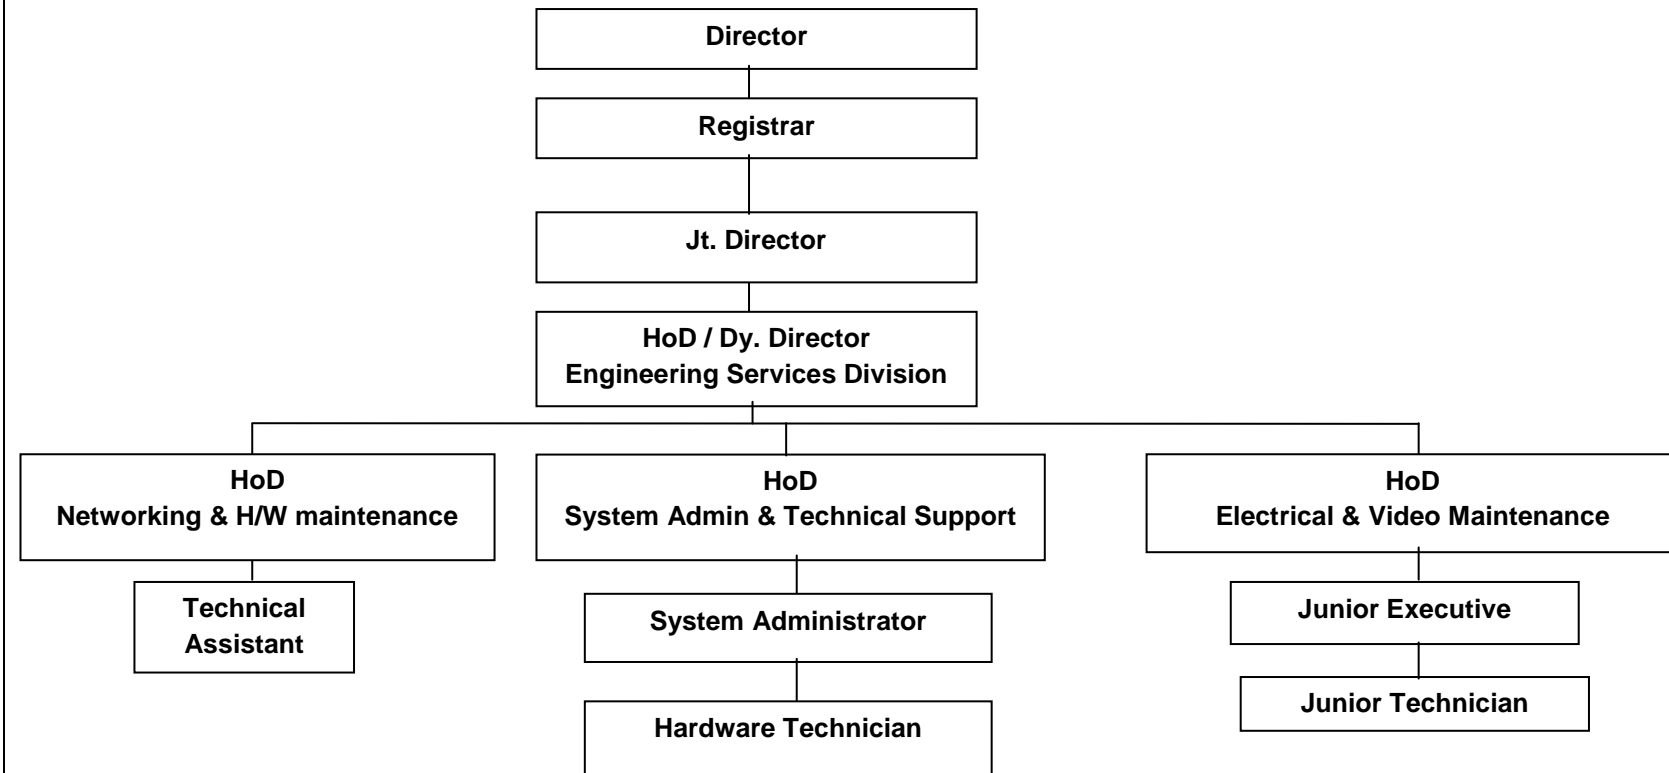 Director
Registrar
Jt. Director
HoD / Dy. Director
Engineering Services Division
HoD
Networking & H/W maintenance
HoD
System Admin & Technical Support
HoD
Electrical & Video Maintenance
Technical
Assistant
System Administrator
Junior Executive
Hardware Technician
Junior Technician